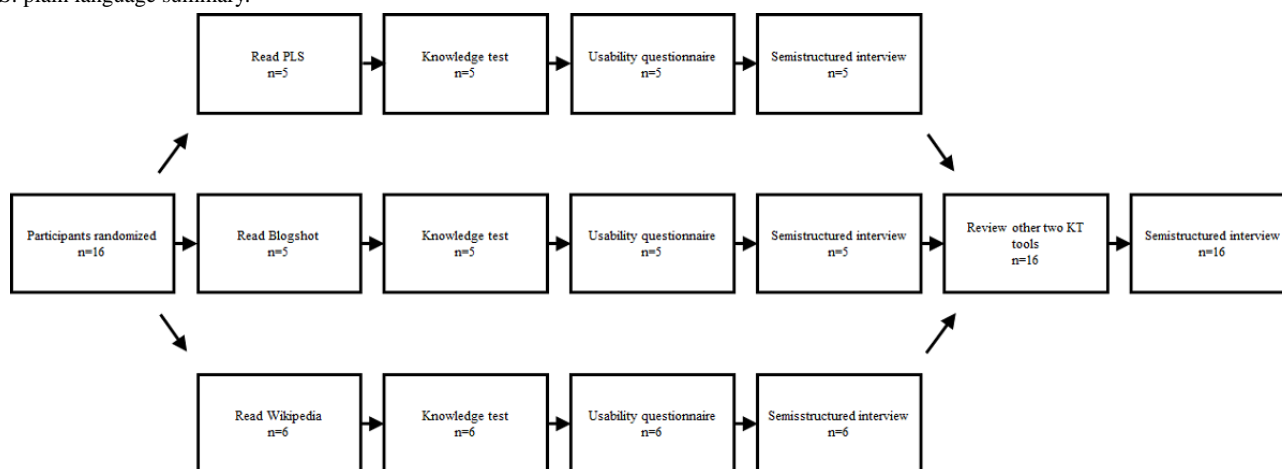 S: plain language summary.
Read PLS
n=5
Knowledge test
n=5
Usability questionnaire
n=5
Semistructured interview
n=5
Participants randomized
n=16
Read Blogshot
n=5
Knowledge test
n=5
Usability questionnaire
n=5
Semistructured interview
n=5
Review other two KT
tools
n=16
Semistructured interview
n=16
Read Wikipedia
n=6
Knowledge test
n=6
Usability questionnaire
n=6
Semisstructured interview
n=6